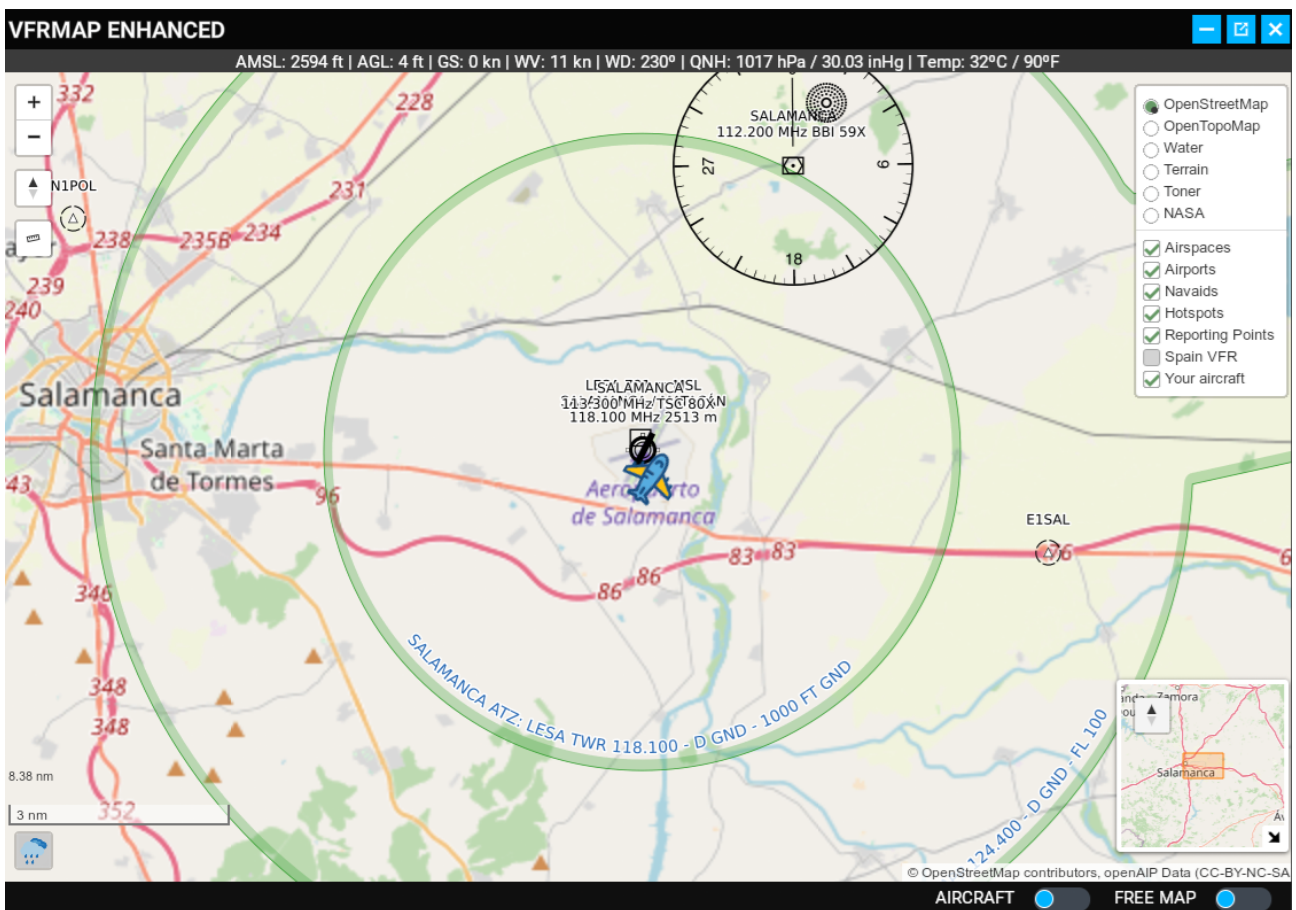 VFRMAP ENHANCED
AMSL: 2594 ft | AGL: 4 ft | GS: 0 kn | WV: 11 kn | WD: 230º | QNH: 1017 hPa / 30.03 inHg | Temp: 32ºC / 90ºF
+
−
332
228
SALAMANCA
112.200 MHz BBI 59X
27
6
18
N1POL
231
238
235B
234
239
240
OpenStreetMap
OpenTopoMap
Water
Terrain
Toner
NASA
Airspaces
Airports
Navaids
Hotspots
Reporting Points
Spain VFR
Your aircraft
Salamanca
SALAMANCA
113.300 MHz TSC 80X
118.100 MHz 2513 m
Santa Marta
de Tormes
43
96
Aeropuerto
de Salamanca
E1SAL
83
83
76
6
86
86
346
348
348
352
SALAMANCA ATZ: LESA TWR 118.100 - D GND - 1000 FT GND
124.400 - D GND - FL 100
Zamora
Salamanca
8.38 nm
3 nm
© OpenStreetMap contributors, openAIP Data (CC-BY-NC-SA
AIRCRAFT
FREE MAP